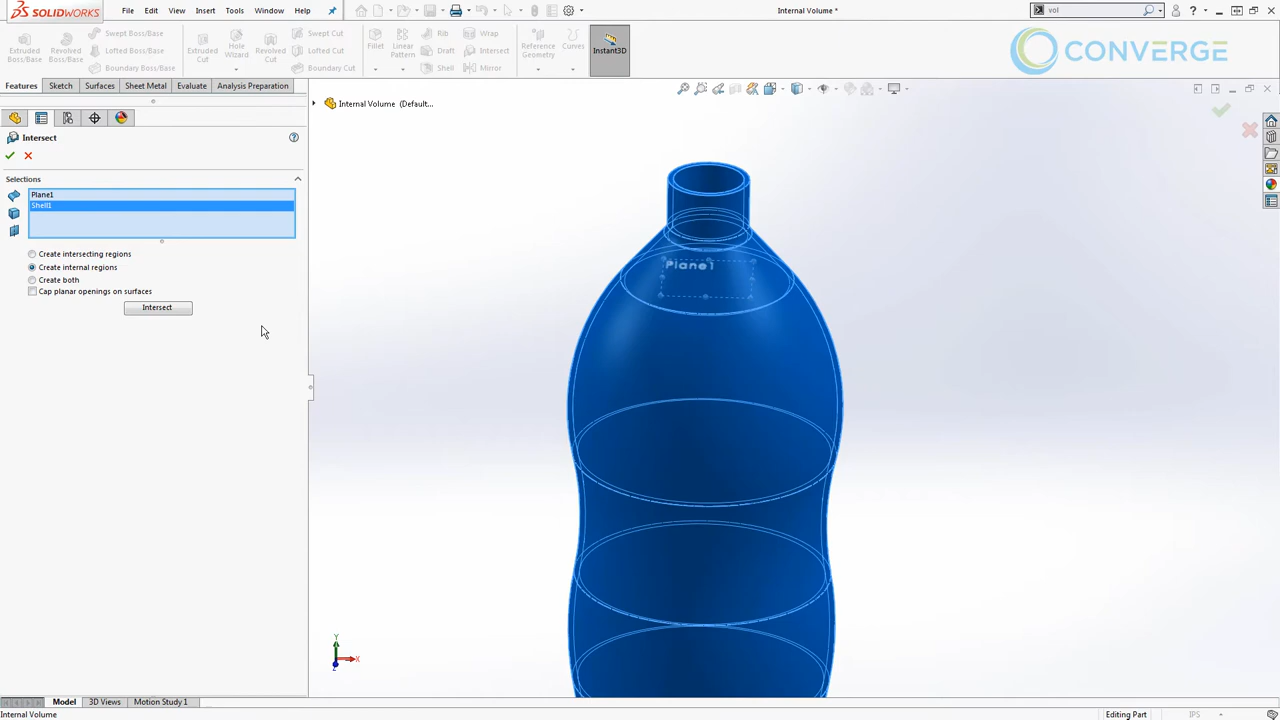 SOLIDWORKS
File Edit View Insert Tools Window Help
Internal Volume *
vol
Extruded Boss/Base
Revolved Boss/Base
Swept Boss/Base
Lofted Boss/Base
Boundary Boss/Base
Extruded Cut
Hole Wizard
Revolved Cut
Swept Cut
Lofted Cut
Boundary Cut
Fillet
Linear Pattern
Rib
Draft
Shell
Wrap
Intersect
Mirror
Reference Geometry
Curves
Instant3D
CONVERGE
Features Sketch Surfaces Sheet Metal Evaluate Analysis Preparation
Internal Volume (Default...
Intersect
Selections
Plane1
Shell1
Create intersecting regions
Create internal regions
Create both
Cap planar openings on surfaces
Intersect
Plane1
Y
X
Z
Model 3D Views Motion Study 1
Internal Volume
Editing Part
IPS